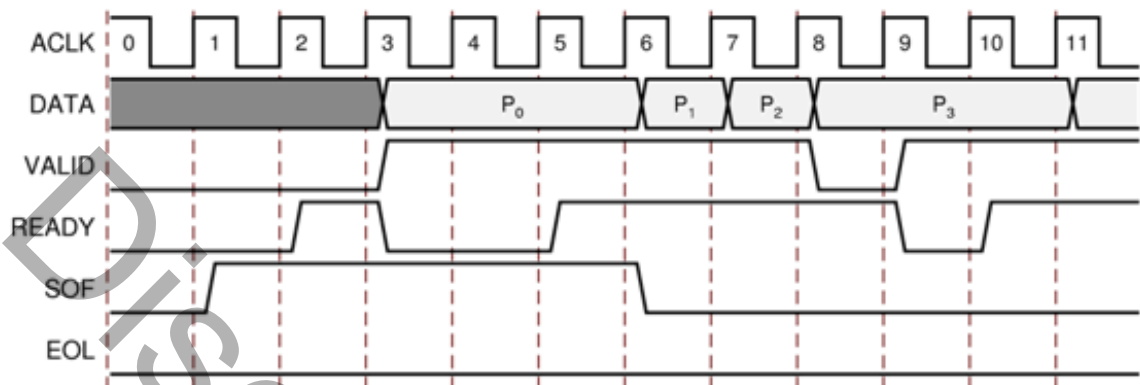 ACLK 0 1 2 3 4 5 6 7 8 9 10 11
DATA P₀ P₁ P₂ P₃
VALID
READY
SOF
EOL
Dis